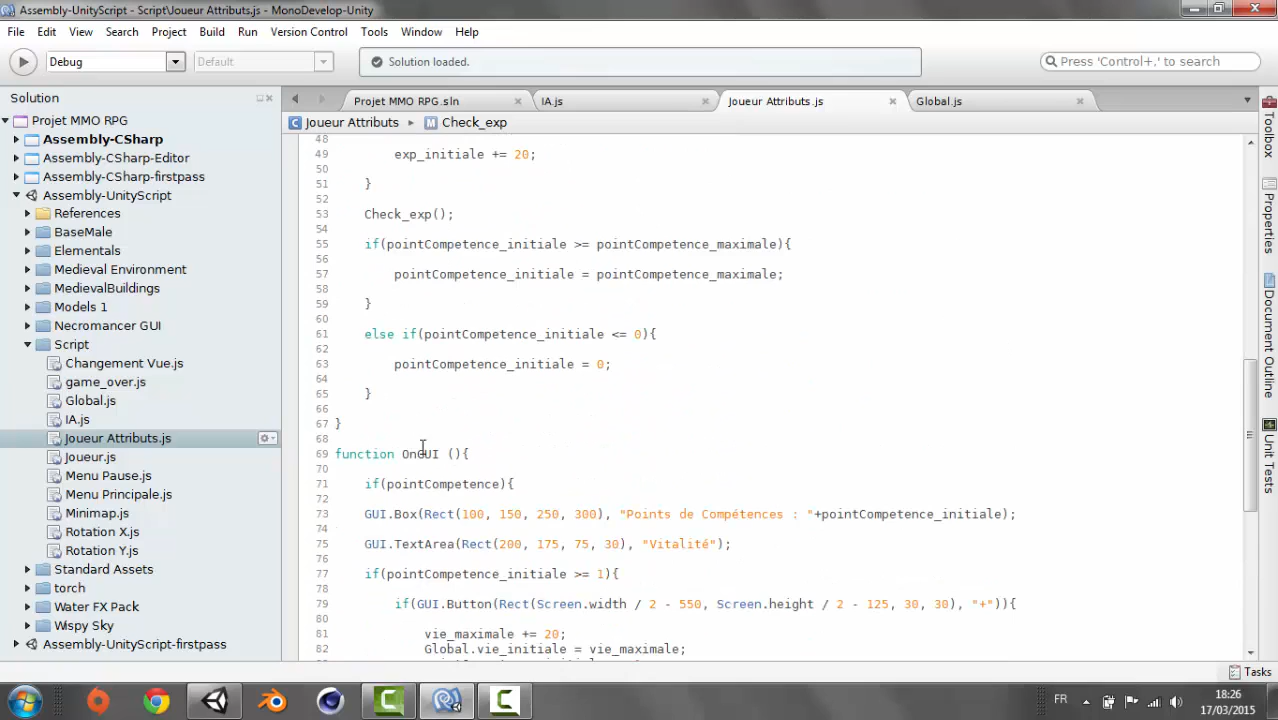 Assembly-UnityScript - Script\Joueur Attributs.js - MonoDevelop-Unity
File Edit View Search Project Build Run Version Control Tools Window Help
Debug Default Solution loaded. Press 'Control+.' to search
Solution
Projet MMO RPG.sln IA.js Joueur Attributs.js Global.js
Joueur Attributs Check_exp
Projet MMO RPG
Assembly-CSharp
Assembly-CSharp-Editor
Assembly-CSharp-firstpass
Assembly-UnityScript
References
BaseMale
Elementals
Medieval Environment
MedievalBuildings
Models 1
Necromancer GUI
Script
Changement Vue.js
game_over.js
Global.js
IA.js
Joueur Attributs.js
Joueur.js
Menu Pause.js
Menu Principale.js
Minimap.js
Rotation X.js
Rotation Y.js
Standard Assets
torch
Water FX Pack
Wispy Sky
Assembly-UnityScript-firstpass
48
49 exp_initiale += 20;
50
51 }
52
53 Check_exp();
54
55 if(pointCompetence_initiale >= pointCompetence_maximale){
56
57 pointCompetence_initiale = pointCompetence_maximale;
58
59 }
60
61 else if(pointCompetence_initiale <= 0){
62
63 pointCompetence_initiale = 0;
64
65 }
66
67 }
68
69 function OnGUI (){
70
71 if(pointCompetence){
72
73 GUI.Box(Rect(100, 150, 250, 300), "Points de Compétences : "+pointCompetence_initiale);
74
75 GUI.TextArea(Rect(200, 175, 75, 30), "Vitalité");
76
77 if(pointCompetence_initiale >= 1){
78
79 if(GUI.Button(Rect(Screen.width / 2 - 550, Screen.height / 2 - 125, 30, 30), "+")){
80
81 vie_maximale += 20;
82 Global.vie_initiale = vie_maximale;
Toolbox
Properties
Document Outline
Unit Tests
Tasks
FR
18:26
17/03/2015